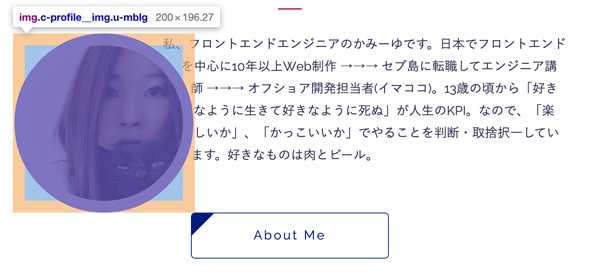 img.c-profile__img.u-mblg 200×196.27
私、フロントエンドエンジニアのかみーゆです。日本でフロントエンド
を中心に10年以上Web制作 →→→ セブ島に転職してエンジニア講
師 →→→ オフショア開発担当者(イマココ)。13歳の頃から「好き
なように生きて好きなように死ぬ」が人生のKPI。なので、「楽
しいか」、「かっこいいか」でやることを判断・取捨択一してい
ます。好きなものは肉とビール。
About Me